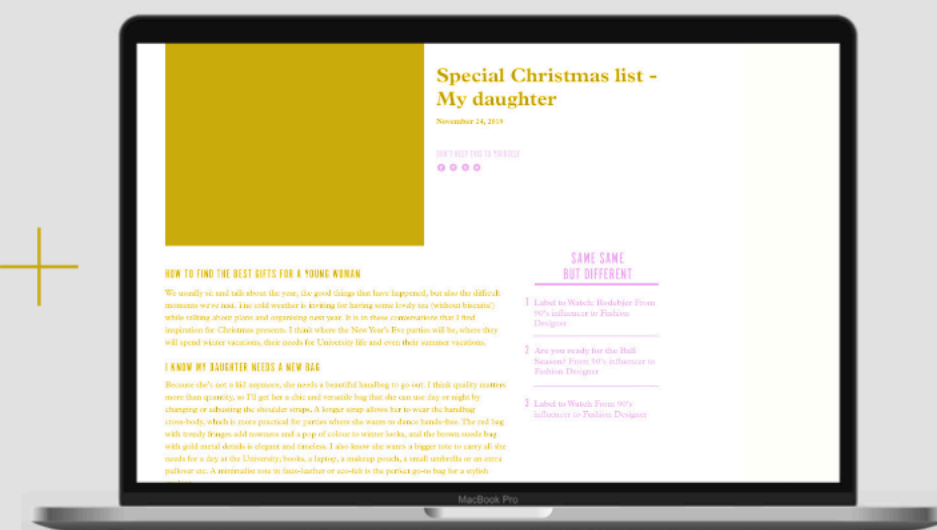 Special Christmas list -
My daughter
November 24, 2019
DON'T KEEP THIS TO YOURSELF
HOW TO FIND THE BEST GIFTS FOR A YOUNG WOMAN
We usually sit and talk about the year, the good things that have happened, but also the difficult
moments we've met. The cold weather is inviting for having some lovely tea (without biscuits!)
while talking about plans and organising next year. It is in these conversations that I find
inspiration for Christmas presents. I think where the New Year's Eve parties will be, where they
will spend winter vacations, their needs for University life and even their summer vacations.
I KNOW MY DAUGHTER NEEDS A NEW BAG
Because she's not a kid anymore, she needs a beautiful handbag to go out. I think quality matters
more than quantity, so I'll get her a chic and versatile bag that she can use day or night by
changing or adjusting the shoulder straps. A longer strap allows her to wear the handbag
cross-body, which is more practical for parties where she wants to dance hands-free. The red bag
with trendy fringes add newness and a pop of colour to winter looks, and the brown suede bag
with gold metal details is elegant and timeless. I also know she wants a bigger tote to carry all she
needs for a day at the University; books, a laptop, a makeup pouch, a small umbrella or an extra
pullover etc. A minimalist tote in faux-leather or eco-felt is the perfect go-to bag for a stylish
SAME SAME
BUT DIFFERENT
1 Label to Watch: Rodebjer From
90's influencer to Fashion
Designer
2 Are you ready for the Ball
Season? From 90's influencer to
Fashion Designer
3 Label to Watch From 90's
influencer to Fashion Designer
MacBook Pro